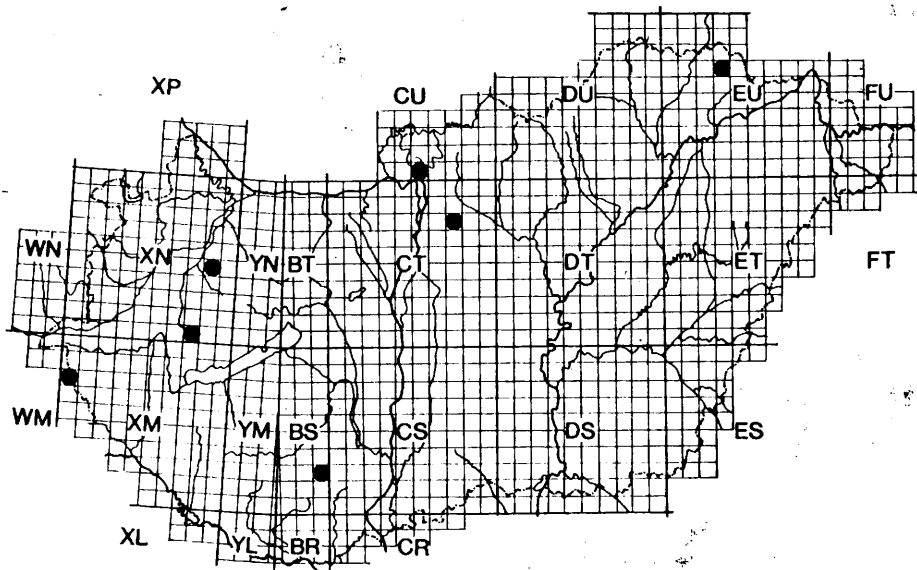 XP CU DU EU FU
WN XN YN BT CT DT ET FT
WM XM YM BS CS DS ES
XL YL BR CR